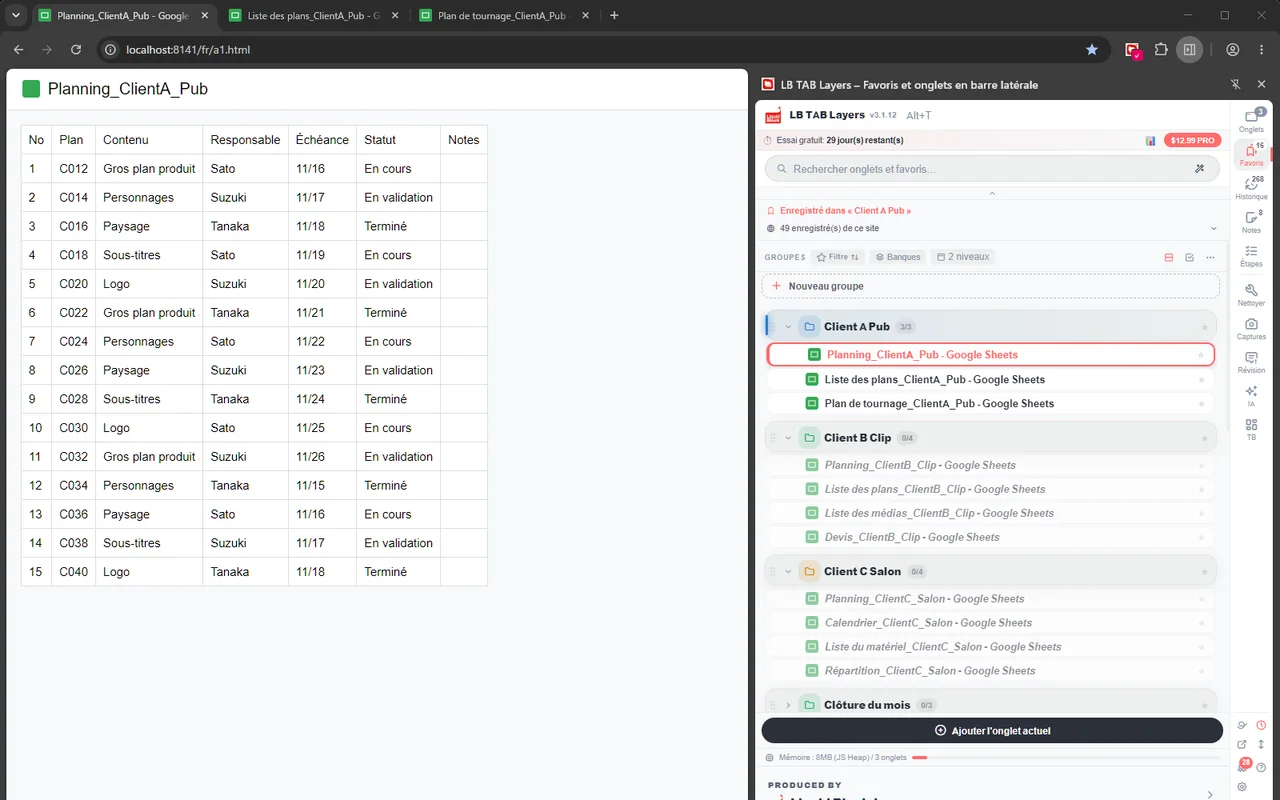 Planning_ClientA_Pub - Google
Liste des plans_ClientA_Pub - G
Plan de tournage_ClientA_Pub
localhost:8141/fr/a1.html
Planning_ClientA_Pub
No Plan Contenu Responsable Échéance Statut Notes
1 C012 Gros plan produit Sato 11/16 En cours
2 C014 Personnages Suzuki 11/17 En validation
3 C016 Paysage Tanaka 11/18 Terminé
4 C018 Sous-titres Sato 11/19 En cours
5 C020 Logo Suzuki 11/20 En validation
6 C022 Gros plan produit Tanaka 11/21 Terminé
7 C024 Personnages Sato 11/22 En cours
8 C026 Paysage Suzuki 11/23 En validation
9 C028 Sous-titres Tanaka 11/24 Terminé
10 C030 Logo Sato 11/25 En cours
11 C032 Gros plan produit Suzuki 11/26 En validation
12 C034 Personnages Tanaka 11/15 Terminé
13 C036 Paysage Sato 11/16 En cours
14 C038 Sous-titres Suzuki 11/17 En validation
15 C040 Logo Tanaka 11/18 Terminé
LB TAB Layers – Favoris et onglets en barre latérale
LB TAB Layers v3.1.12 Alt+T
Essai gratuit: 29 jour(s) restant(s)
$12.99 PRO
Rechercher onglets et favoris…
Enregistré dans « Client A Pub »
49 enregistré(s) de ce site
GROUPES Filtre Banques 2 niveaux
Nouveau groupe
Client A Pub 3/3
Planning_ClientA_Pub - Google Sheets
Liste des plans_ClientA_Pub - Google Sheets
Plan de tournage_ClientA_Pub - Google Sheets
Client B Clip 0/4
Planning_ClientB_Clip - Google Sheets
Liste des plans_ClientB_Clip - Google Sheets
Liste des médias_ClientB_Clip - Google Sheets
Devis_ClientB_Clip - Google Sheets
Client C Salon 0/4
Planning_ClientC_Salon - Google Sheets
Calendrier_ClientC_Salon - Google Sheets
Liste du matériel_ClientC_Salon - Google Sheets
Répartition_ClientC_Salon - Google Sheets
Clôture du mois 0/3
Ajouter l'onglet actuel
Mémoire : 8MB (JS Heap) / 3 onglets
PRODUCED BY
3
Onglets
16
Favoris
268
Historique
8
Notes
Étapes
Nettoyer
Captures
Révision
IA
TB
28